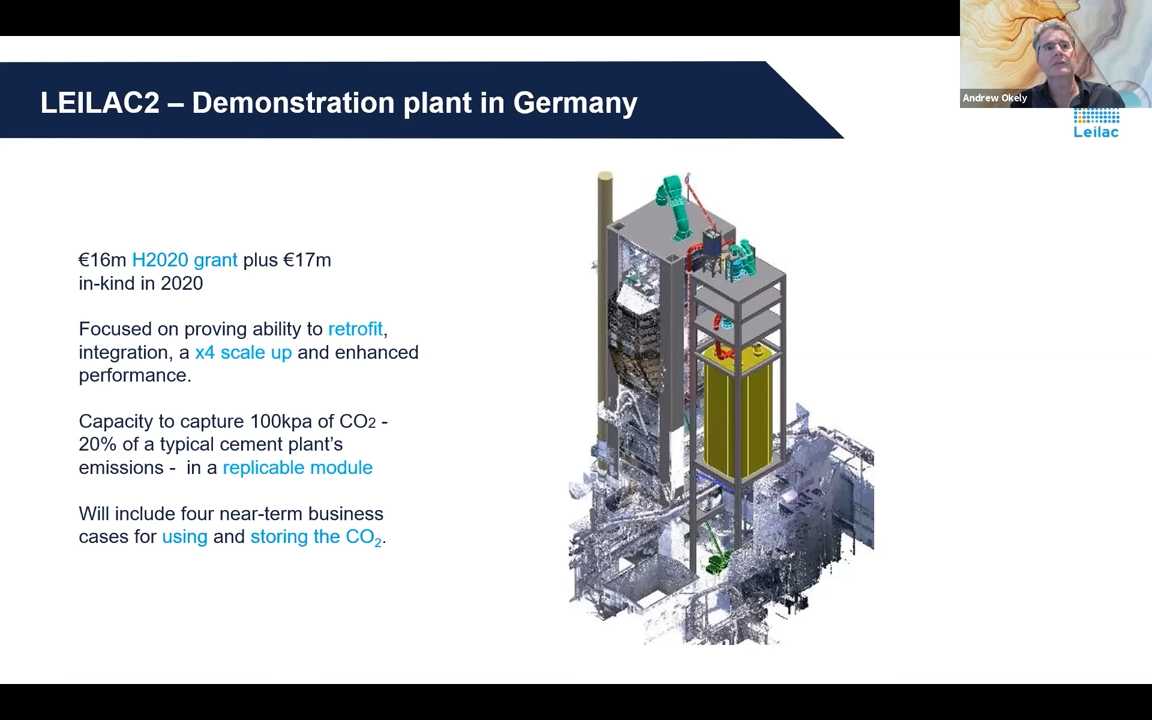 LEILAC2 – Demonstration plant in Germany
Andrew Okely
Leilac
€16m H2020 grant plus €17m
in-kind in 2020
Focused on proving ability to retrofit,
integration, a x4 scale up and enhanced
performance.
Capacity to capture 100kpa of CO2 -
20% of a typical cement plant’s
emissions -  in a replicable module
Will include four near-term business
cases for using and storing the CO₂.